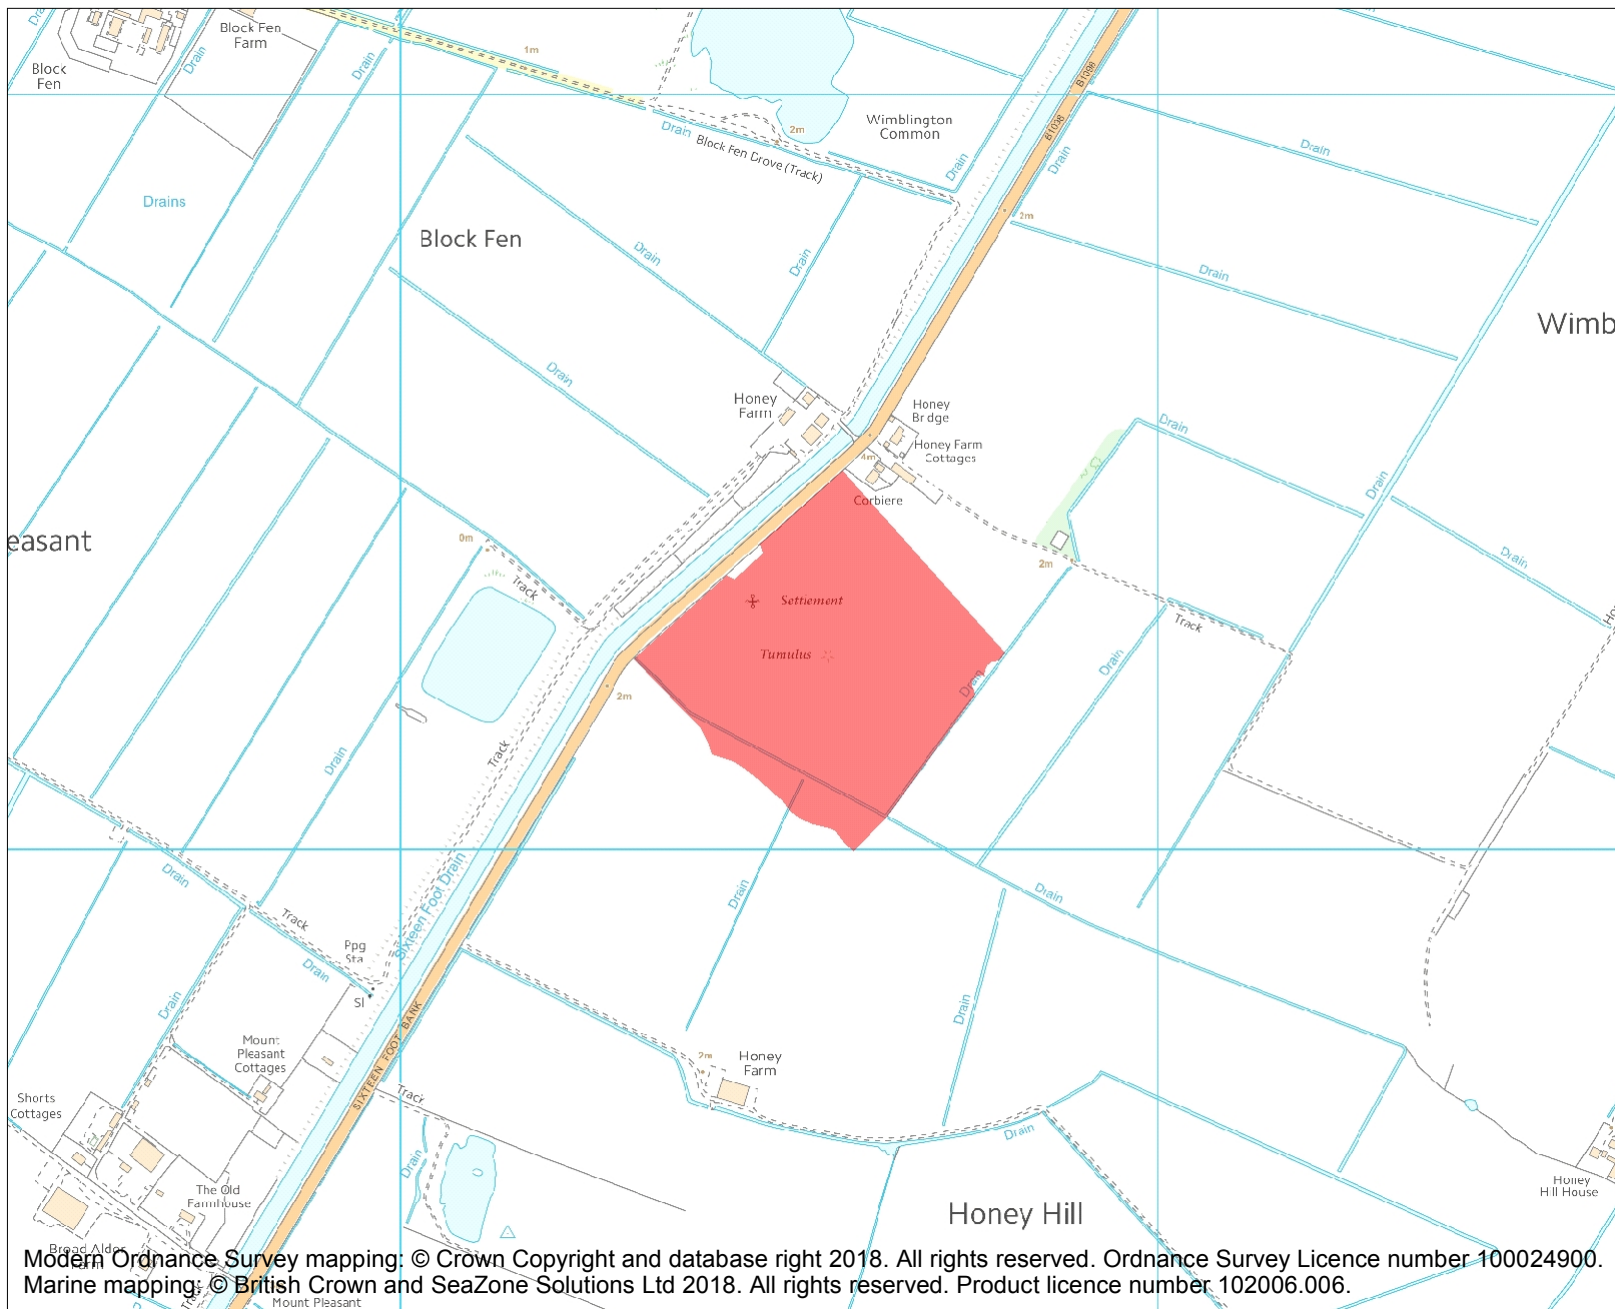 Block Fen
Farm
Block
Fen
Drain
Drain
1m
Drain
Block Fen Drove (Track)
2m
Wimblington
Common
Drain
B1098
B1098
Drain
Drain
Drains
Block Fen
Drain
Drain
2m
Drain
Wimb
Drain
Honey
Farm
Honey
Bridge
Honey Farm
Cottages
4m
Corbiere
Drain
Drain
Drain
easant
0m
Track
Settlement
Tumulus
2m
Track
Drain
Drain
2m
Track
Drain
Drain
Track
Drain
Sixteen Foot Drain
Ppg
Sta
Sl
Drain
Drain
Drain
Drain
SIXTEEN FOOT BANK
Mount
Pleasant
Cottages
Shorts
Cottages
2m
Honey
Farm
Track
Drain
Drain
The Old
Farmhouse
Honey Hill
Honey
Hill House
Broad Alder
Farm
Track
Mount Pleasant
Modern Ordnance Survey mapping: © Crown Copyright and database right 2018. All rights reserved. Ordnance Survey Licence number 100024900.
Marine mapping: © British Crown and SeaZone Solutions Ltd 2018. All rights reserved. Product licence number 102006.006.